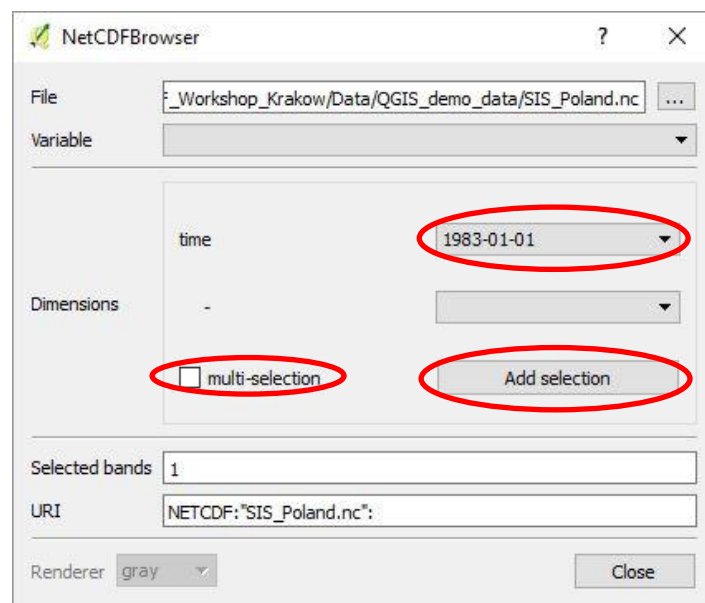 NetCDFBrowser ? X
File F_Workshop_Krakow/Data/QGIS_demo_data/SIS_Poland.nc ...
Variable
time 1983-01-01
Dimensions -
multi-selection Add selection
Selected bands 1
URI NETCDF:"SIS_Poland.nc":
Renderer gray Close